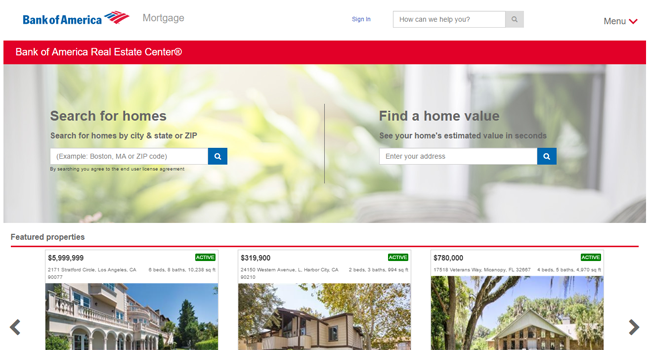 Bank of America
Mortgage
Sign In
How can we help you?
Menu
Bank of America Real Estate Center®
Search for homes
Search for homes by city & state or ZIP
(Example: Boston, MA or ZIP code)
By searching you agree to the end user license agreement
Find a home value
See your home's estimated value in seconds
Enter your address
Featured properties
$5,999,999
ACTIVE
2171 Stratford Circle, Los Angeles, CA
90077
6 beds, 8 baths, 10,238 sq ft
$319,900
ACTIVE
24180 Western Avenue, L, Harbor City, CA
90210
2 beds, 3 baths, 994 sq ft
$780,000
ACTIVE
17518 Veterans Way, Micanopy, FL 32667
4 beds, 5 baths, 4,970 sq ft